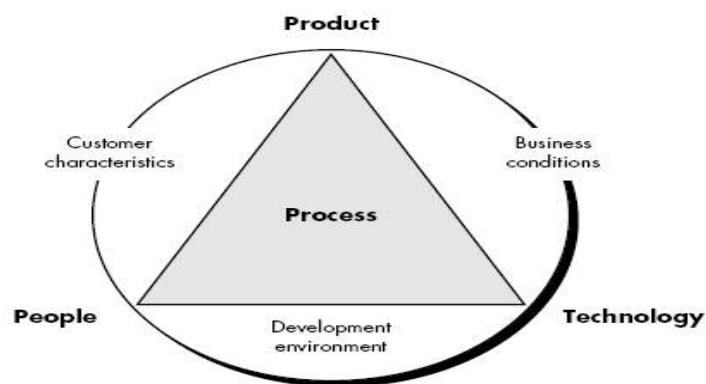 Product
Customer
characteristics
Business
conditions
Process
People
Technology
Development
environment